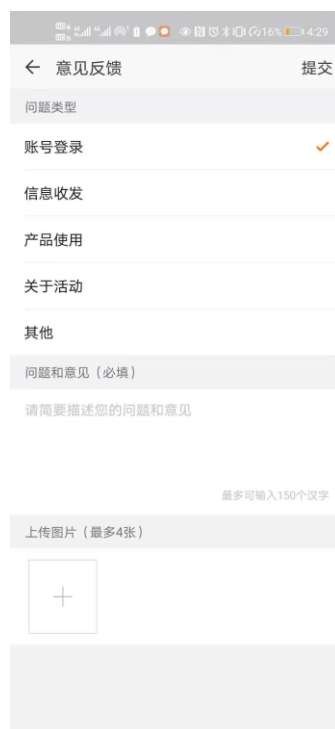 16% 4:29
意见反馈 提交
问题类型
账号登录
信息收发
产品使用
关于活动
其他
问题和意见（必填）
请简要描述您的问题和意见
最多可输入150个汉字
上传图片（最多4张）